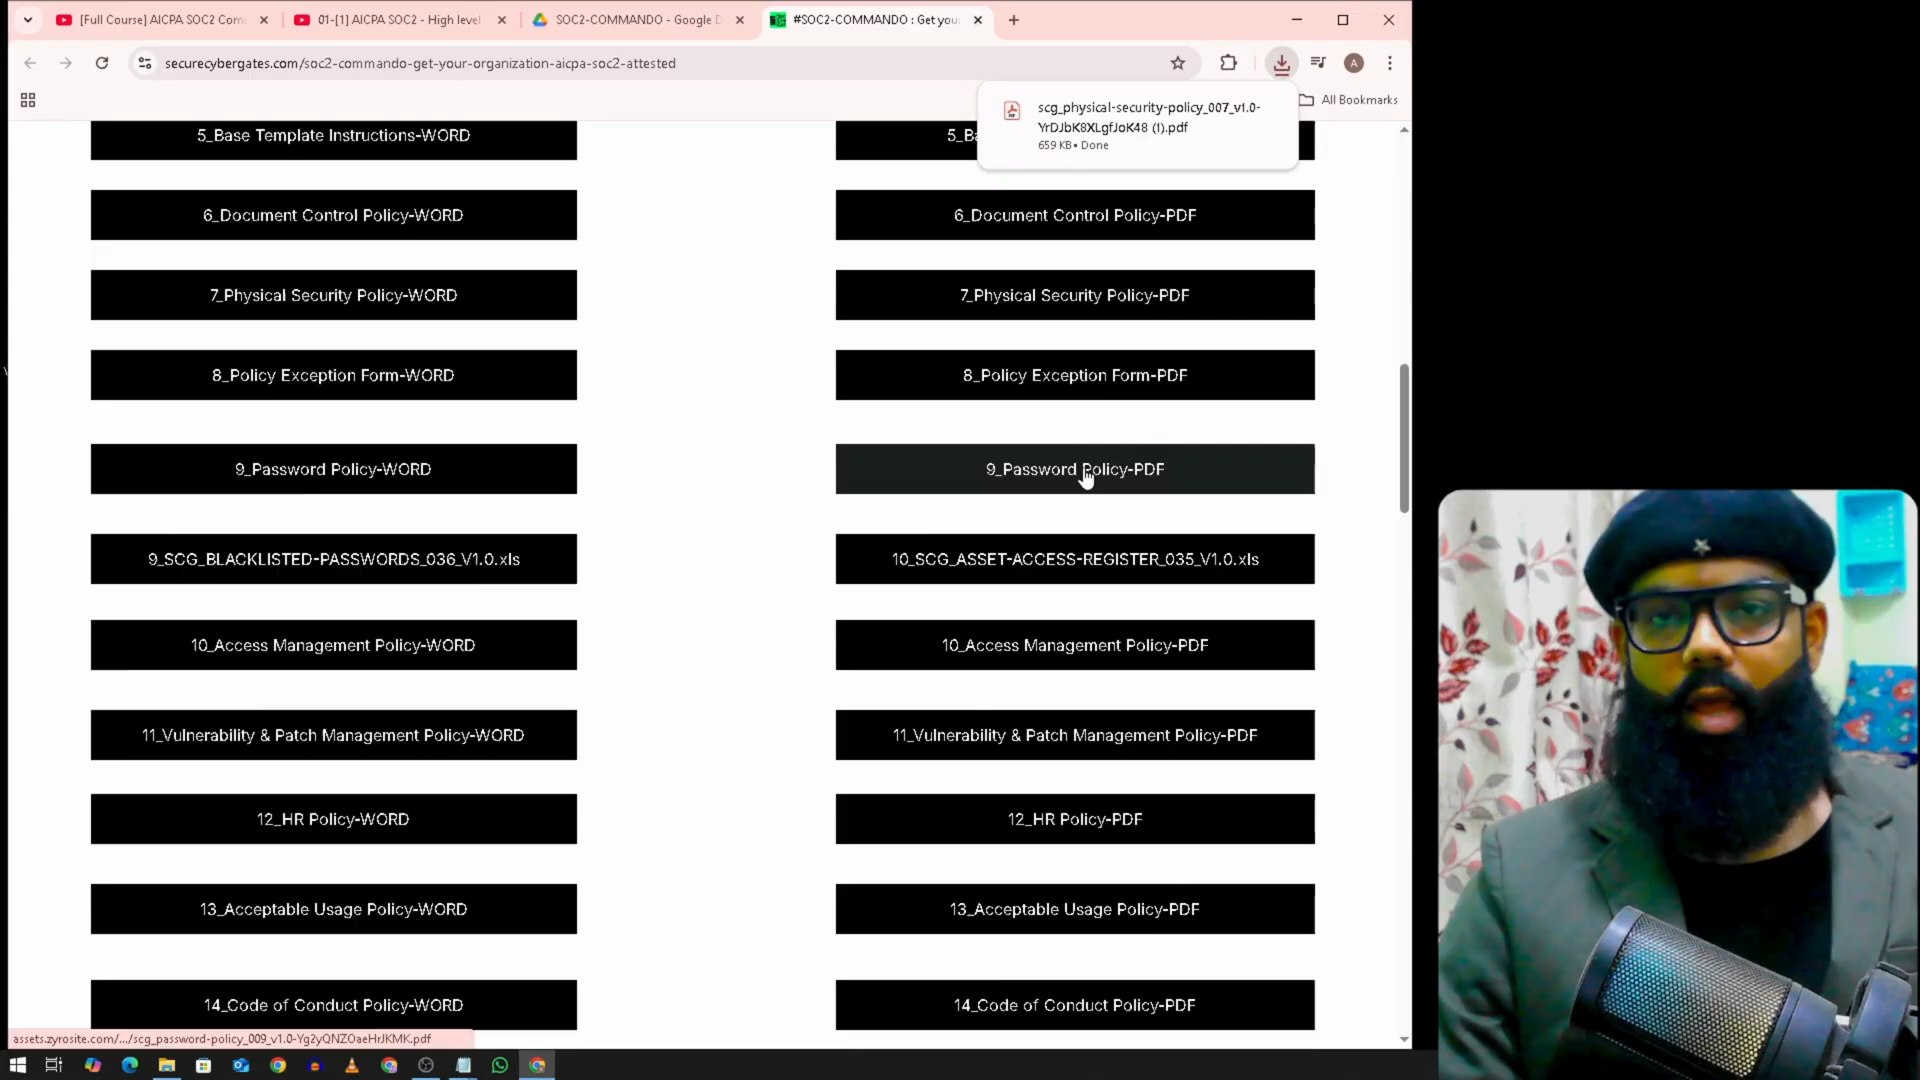 [Full Course] AICPA SOC2 Com
01-[1] AICPA SOC2 - High level
SOC2-COMMANDO - Google D
#SOC2-COMMANDO : Get you
securecybergates.com/soc2-commando-get-your-organization-aicpa-soc2-attested
A
All Bookmarks
scg_physical-security-policy_007_v1.0-
YrDJbK8XLgfJoK48 (1).pdf
659 KB • Done
5_Base Template Instructions-WORD
5_Ba
6_Document Control Policy-WORD
6_Document Control Policy-PDF
7_Physical Security Policy-WORD
7_Physical Security Policy-PDF
8_Policy Exception Form-WORD
8_Policy Exception Form-PDF
9_Password Policy-WORD
9_Password Policy-PDF
9_SCG_BLACKLISTED-PASSWORDS_036_V1.0.xls
10_SCG_ASSET-ACCESS-REGISTER_035_V1.0.xls
10_Access Management Policy-WORD
10_Access Management Policy-PDF
11_Vulnerability & Patch Management Policy-WORD
11_Vulnerability & Patch Management Policy-PDF
12_HR Policy-WORD
12_HR Policy-PDF
13_Acceptable Usage Policy-WORD
13_Acceptable Usage Policy-PDF
14_Code of Conduct Policy-WORD
14_Code of Conduct Policy-PDF
assets.zyrosite.com/.../scg_password-policy_009_v1.0-Yg2yQNZOaeHrJKMK.pdf